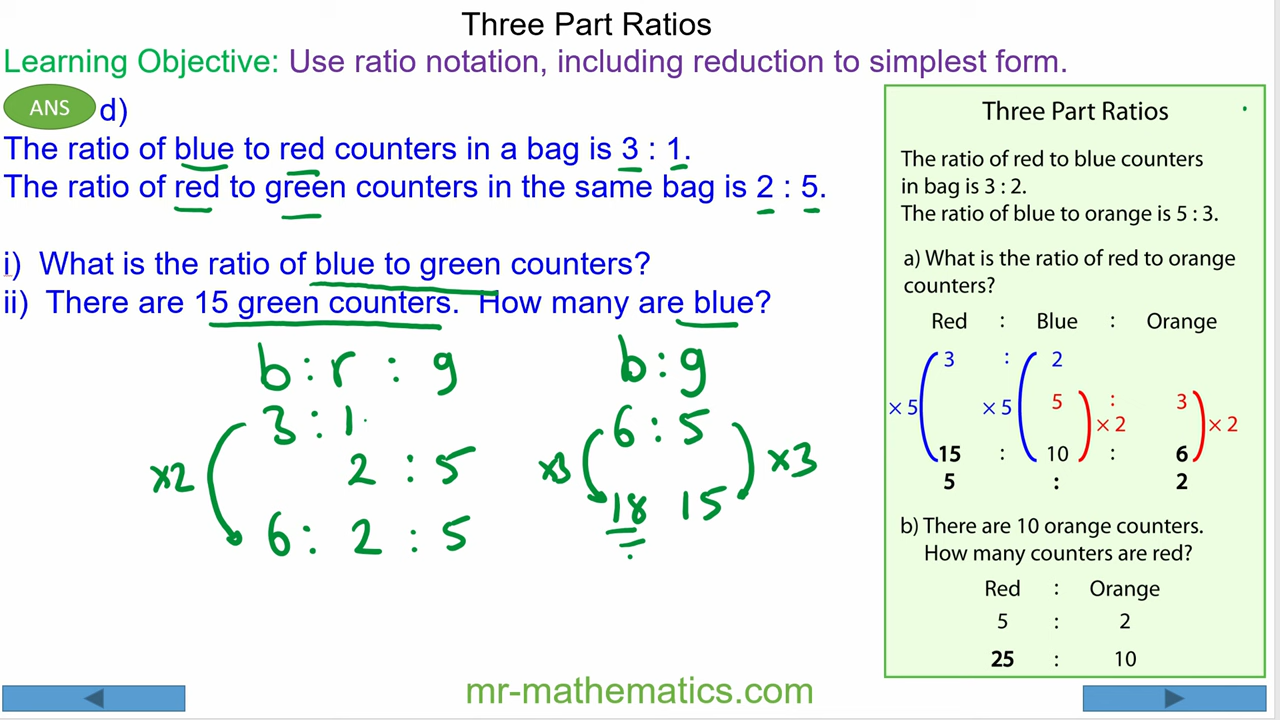 Three Part Ratios
Learning Objective: Use ratio notation, including reduction to simplest form.
ANS d)
The ratio of blue to red counters in a bag is 3 : 1.
The ratio of red to green counters in the same bag is 2 : 5.
i) What is the ratio of blue to green counters?
ii) There are 15 green counters. How many are blue?
b : r : g
3 : 1
2 : 5
×2
6 : 2 : 5
b : g
6 : 5
×3 ×3
18 15
Three Part Ratios
The ratio of red to blue counters
in bag is 3 : 2.
The ratio of blue to orange is 5 : 3.
a) What is the ratio of red to orange
counters?
Red : Blue : Orange
3 : 2
× 5 × 5 5 : 3
× 2 × 2
15 : 10 : 6
5 : 2
b) There are 10 orange counters.
How many counters are red?
Red : Orange
5 : 2
25 : 10
mr-mathematics.com